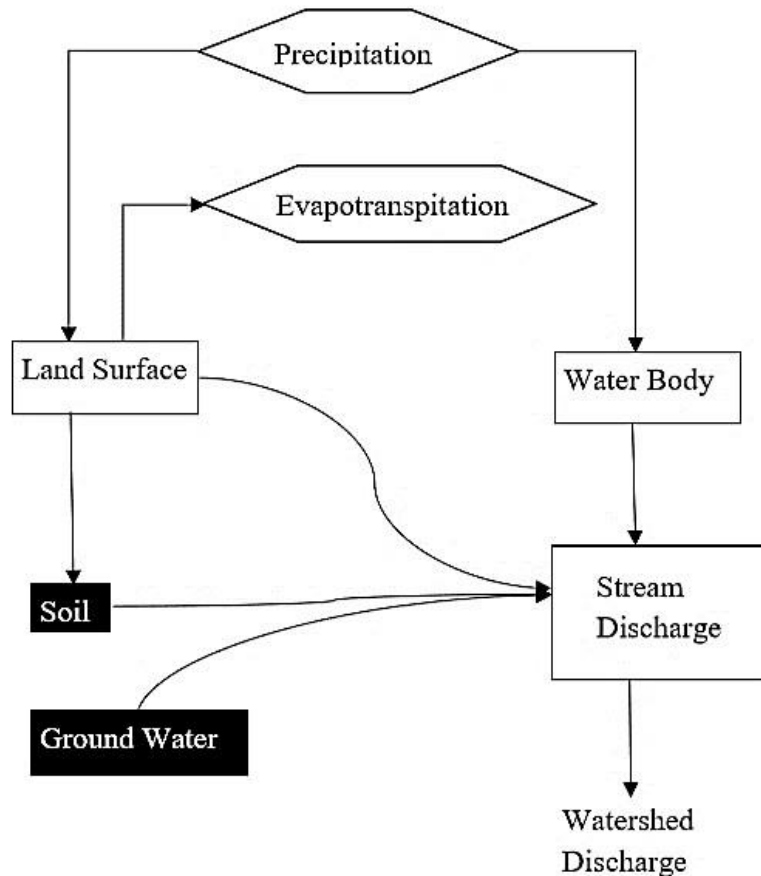 Precipitation
Evapotranspitation
Land Surface
Water Body
Soil
Stream
Discharge
Ground Water
Watershed
Discharge